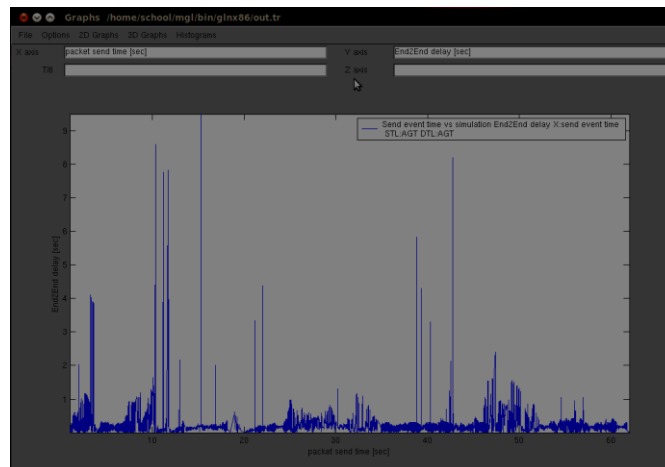 Graphs /home/school/mgl/bin/glnx86/out.tr
File Options 2D Graphs 3D Graphs Histograms
X axis packet send time [sec] Y axis End2End delay [sec]
Titl Z axis
Send event time vs simulation End2End delay X:send event time
STL:AGT DTL:AGT
9
8
7
6
5
4
3
2
1
End2End delay [sec]
10 20 30 40 50 60
packet send time [sec]